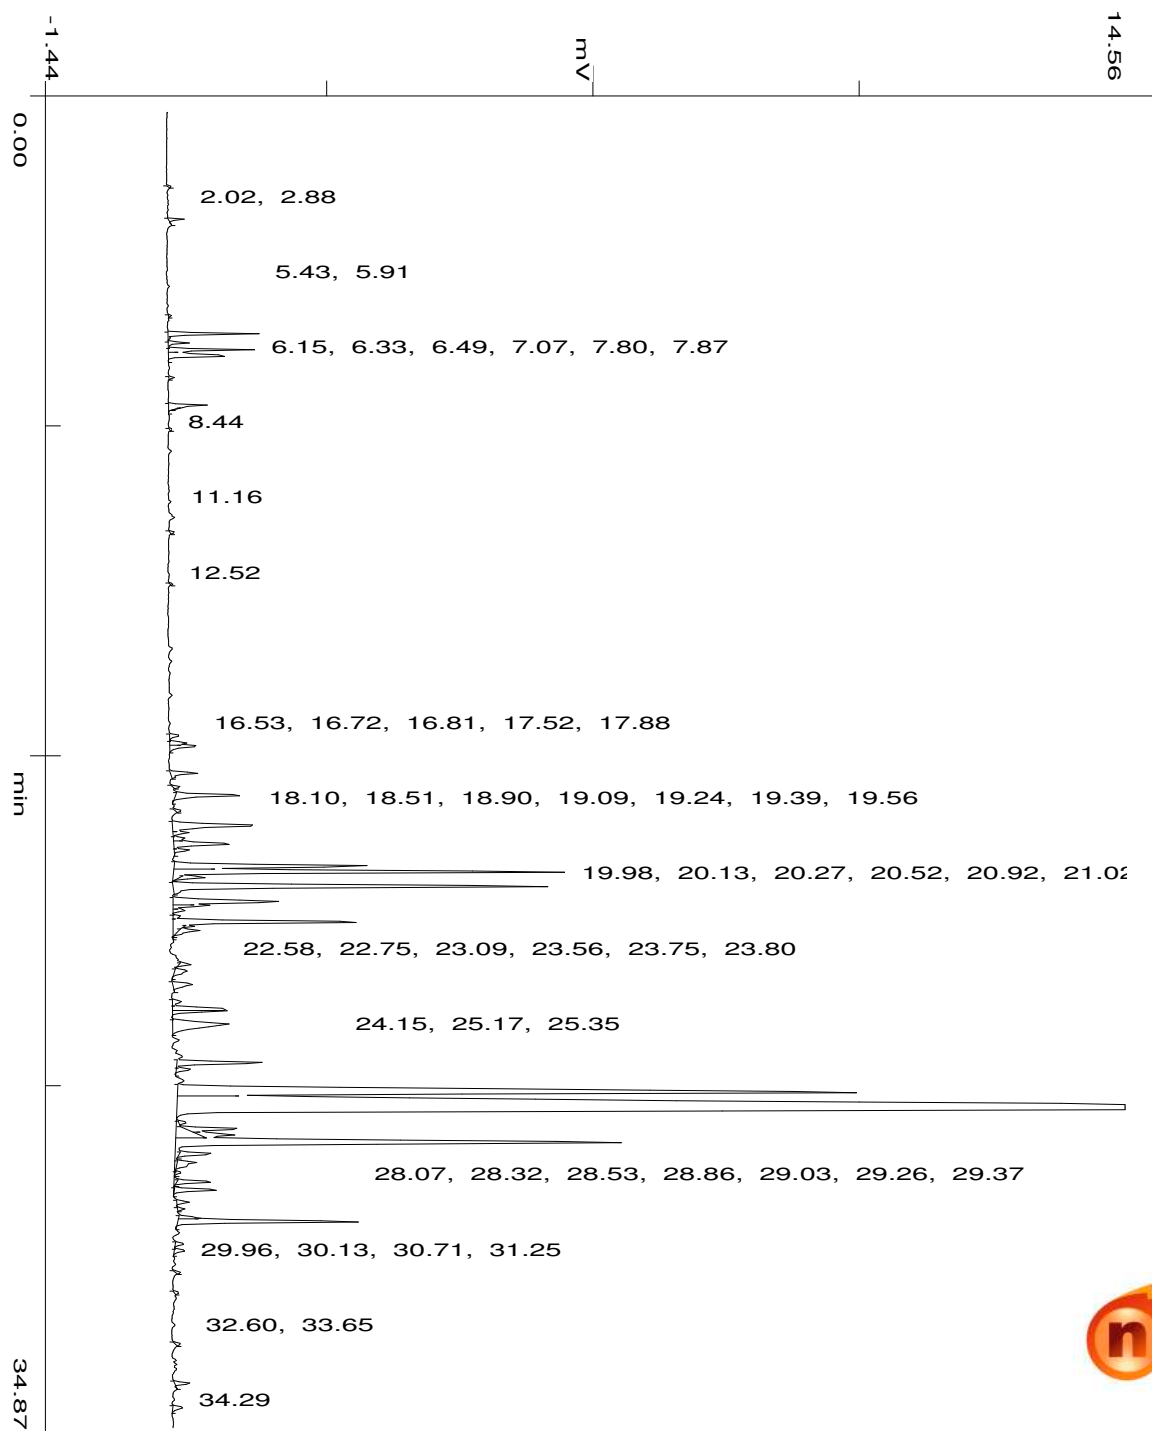 14.56
mV
-1.44
0.00
2.02, 2.88
5.43, 5.91
6.15, 6.33, 6.49, 7.07, 7.80, 7.87
8.44
11.16
12.52
16.53, 16.72, 16.81, 17.52, 17.88
min
18.10, 18.51, 18.90, 19.09, 19.24, 19.39, 19.56
19.98, 20.13, 20.27, 20.52, 20.92, 21.02
22.58, 22.75, 23.09, 23.56, 23.75, 23.80
24.15, 25.17, 25.35
28.07, 28.32, 28.53, 28.86, 29.03, 29.26, 29.37
29.96, 30.13, 30.71, 31.25
n
32.60, 33.65
34.87
34.29